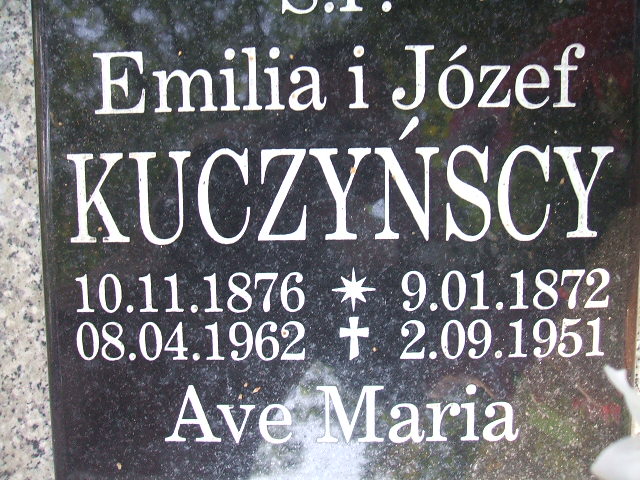 Ś.P.
Emilia i Józef
KUCZYŃSCY
10.11.1876 ✶ 9.01.1872
08.04.1962 ✝ 2.09.1951
Ave Maria